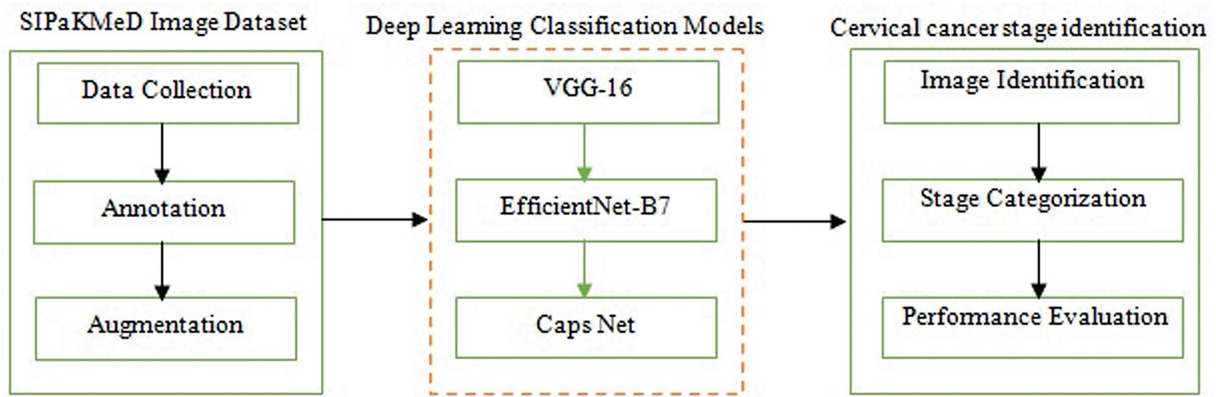 SIPaKMeD Image Dataset
Data Collection
Annotation
Augmentation
Deep Learning Classification Models
VGG-16
EfficientNet-B7
Caps Net
Cervical cancer stage identification
Image Identification
Stage Categorization
Performance Evaluation